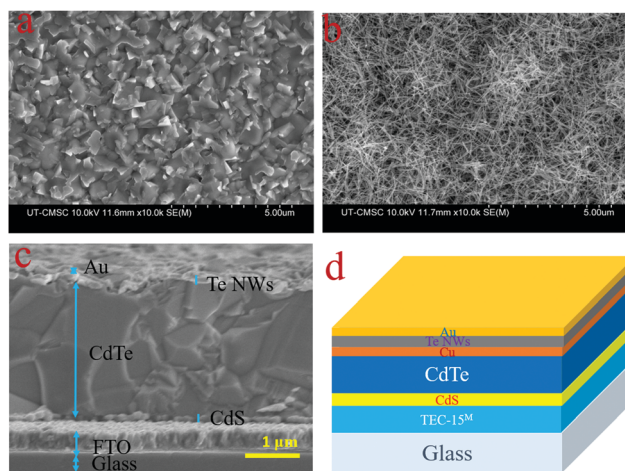 a
UT-CMSC 10.0kV 11.6mm x10.0k SE(M)
5.00um
b
UT-CMSC 10.0kV 11.7mm x10.0k SE(M)
5.00um
c
Au
Te NWs
CdTe
CdS
FTO
Glass
1 μm
d
Au
Te NWs
Cu
CdTe
CdS
TEC-15ᴹ
Glass